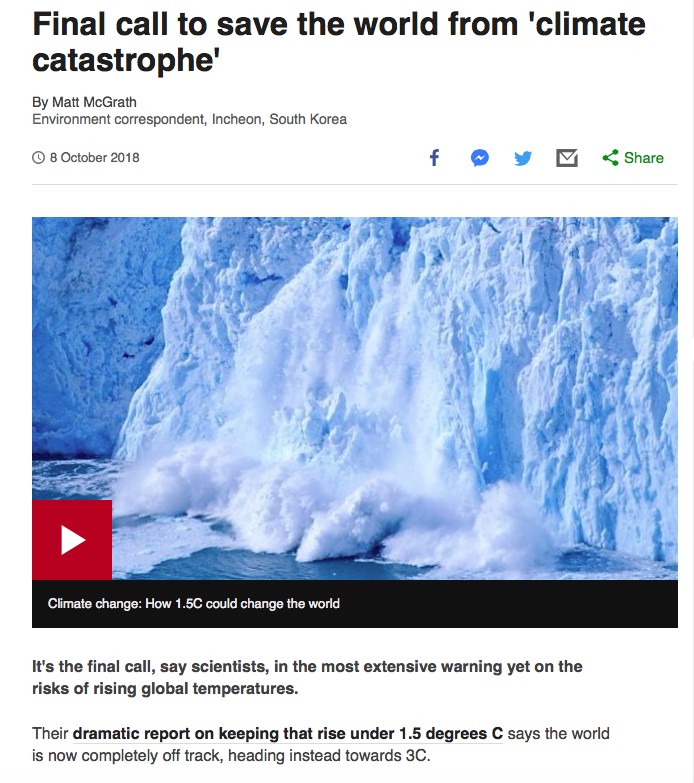 Final call to save the world from 'climate
catastrophe'
By Matt McGrath
Environment correspondent, Incheon, South Korea
8 October 2018
Share
Climate change: How 1.5C could change the world
It's the final call, say scientists, in the most extensive warning yet on the
risks of rising global temperatures.
Their dramatic report on keeping that rise under 1.5 degrees C says the world
is now completely off track, heading instead towards 3C.